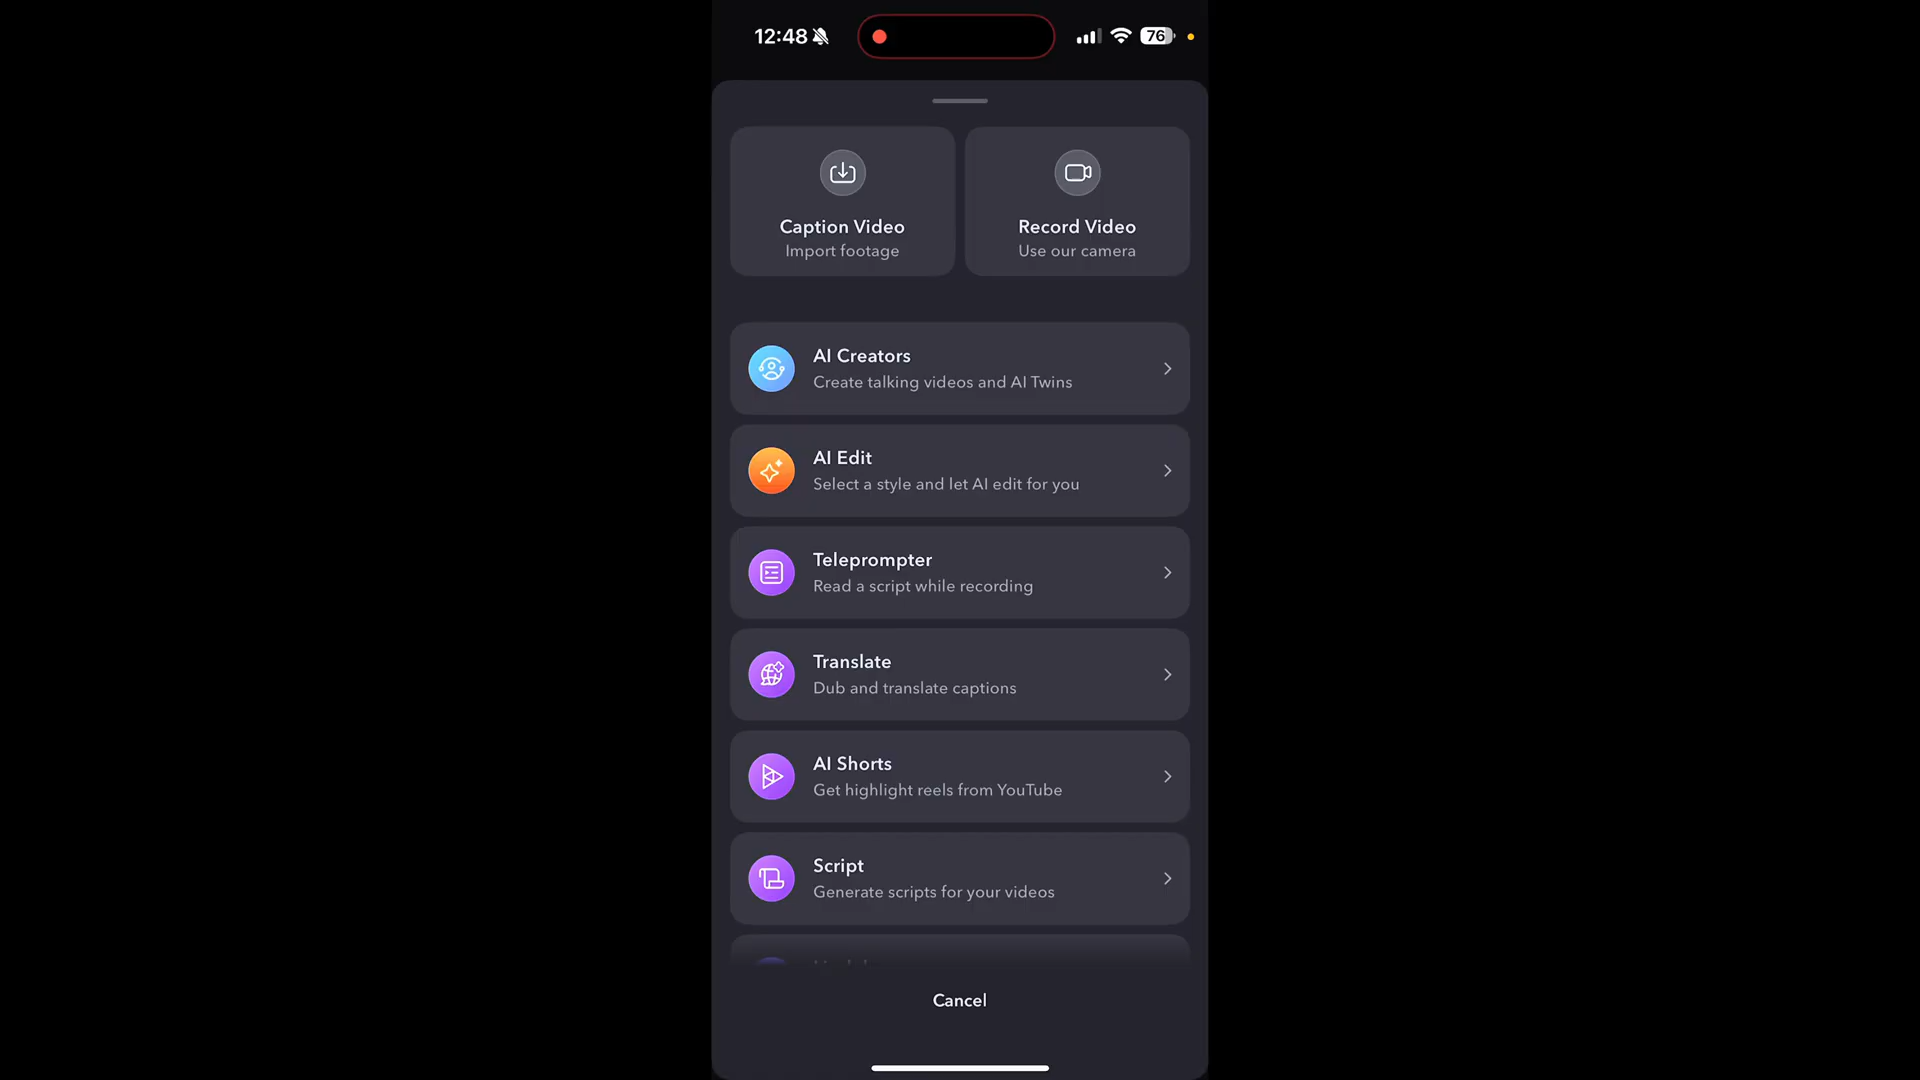 12:48
76
Caption Video
Import footage
Record Video
Use our camera
AI Creators
Create talking videos and AI Twins
AI Edit
Select a style and let AI edit for you
Teleprompter
Read a script while recording
Translate
Dub and translate captions
AI Shorts
Get highlight reels from YouTube
Script
Generate scripts for your videos
Cancel